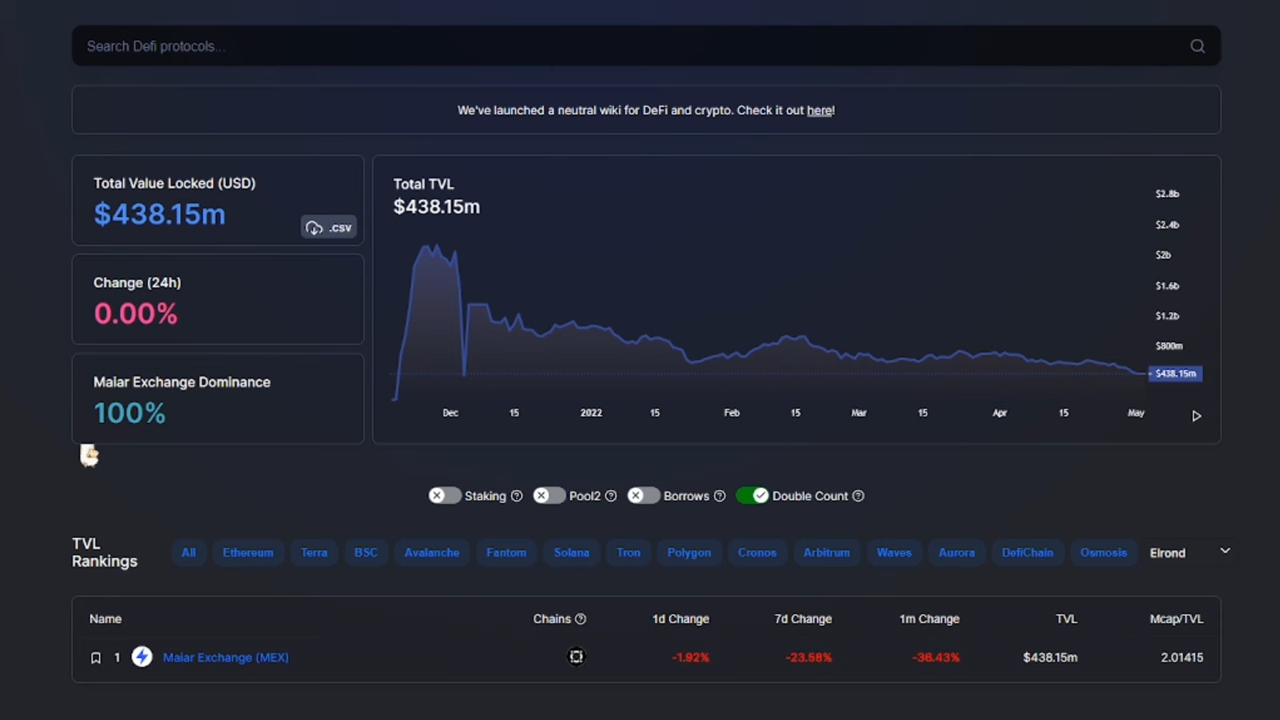 Search Defi protocols...
We've launched a neutral wiki for DeFi and crypto. Check it out here!
Total Value Locked (USD)
$438.15m
.csv
Change (24h)
0.00%
Maiar Exchange Dominance
100%
Total TVL
$438.15m
$2.8b
$2.4b
$2b
$1.6b
$1.2b
$800m
$438.15m
Dec 15 2022 15 Feb 15 Mar 15 Apr 15 May
Staking Pool2 Borrows Double Count
TVL Rankings
All Ethereum Terra BSC Avalanche Fantom Solana Tron Polygon Cronos Arbitrum Waves Aurora DefiChain Osmosis Elrond
Name Chains 1d Change 7d Change 1m Change TVL Mcap/TVL
1 Maiar Exchange (MEX) -1.92% -23.58% -36.43% $438.15m 2.01415